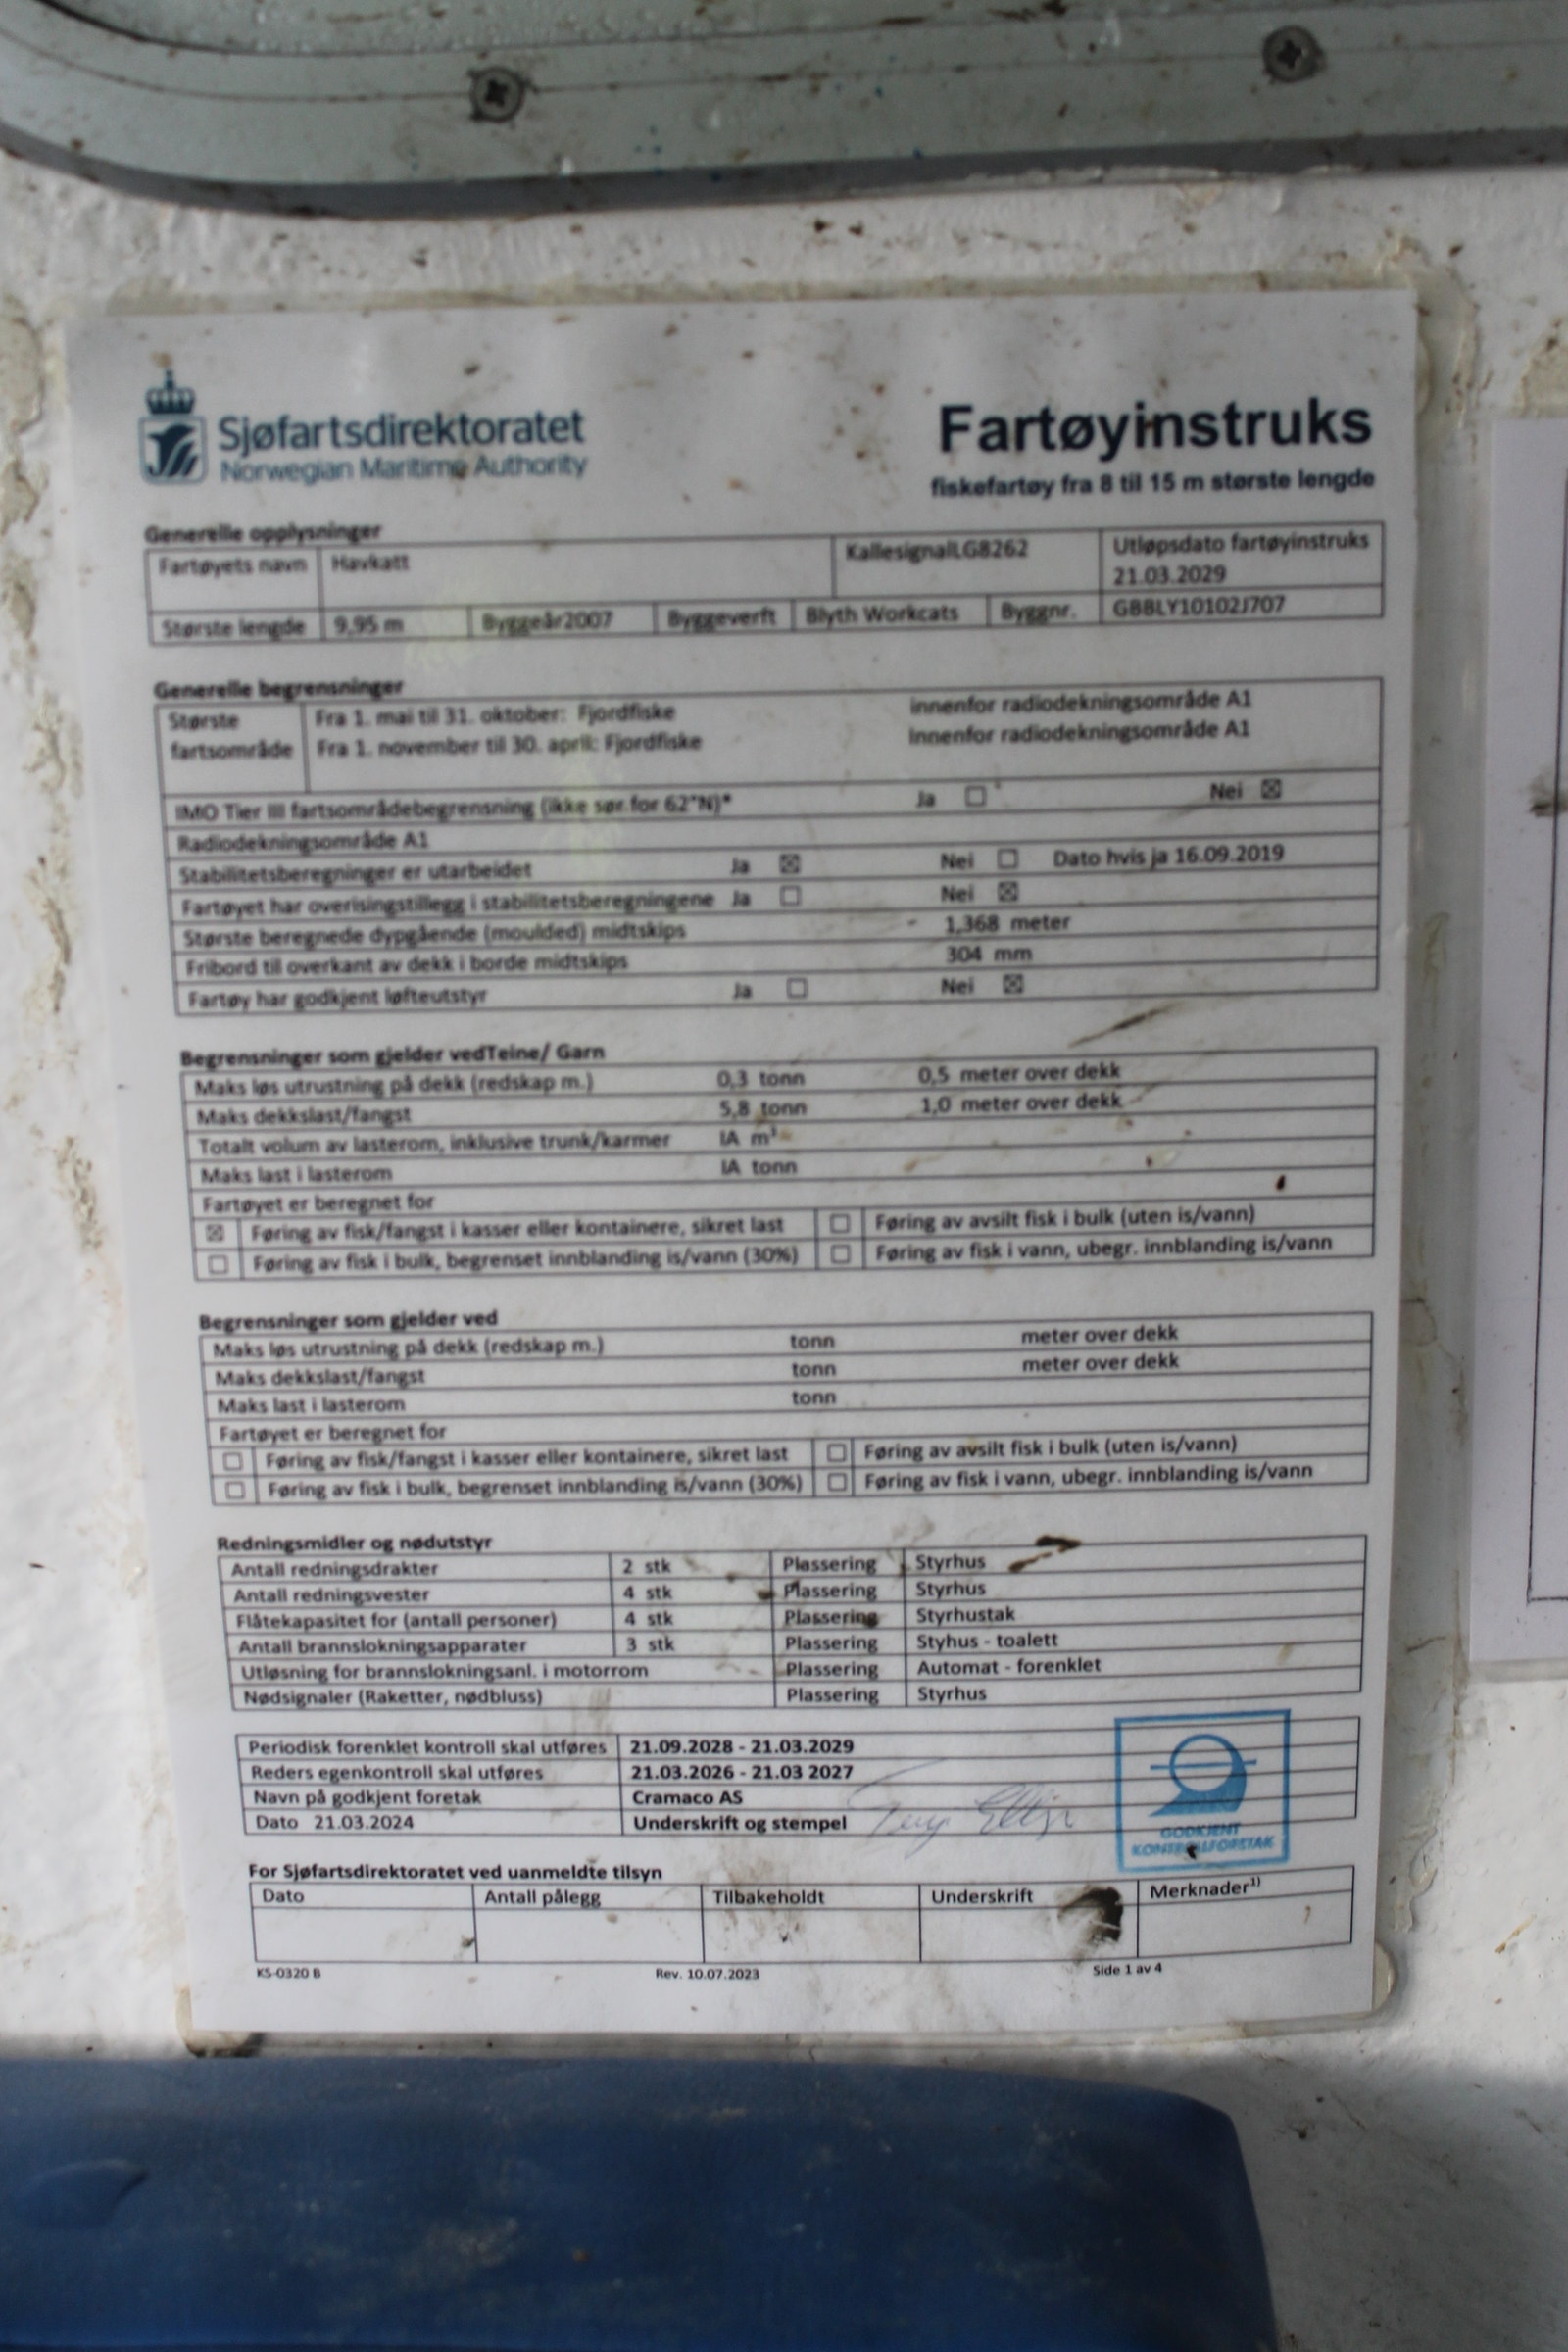 Sjøfartsdirektoratet
Norwegian Maritime Authority
Fartøyinstruks
fiskefartøy fra 8 til 15 m største lengde
Generelle opplysninger
Fartøyets navn Havkatt KallesignalLG8262 Utløpsdato fartøyinstruks
21.03.2029
Største lengde 9,95 m Byggeår2007 Byggeverft Blyth Workcats Byggnr. GBBLY10102J707
Generelle begrensninger
Største Fra 1. mai til 31. oktober: Fjordfiske innenfor radiodekningsområde A1
fartsområde Fra 1. november til 30. april: Fjordfiske innenfor radiodekningsområde A1
IMO Tier III fartsområdebegrensning (ikke sør for 62°N)* Ja ☐ Nei ☒
Radiodekningsområde A1
Stabilitetsberegninger er utarbeidet Ja ☒ Nei ☐ Dato hvis ja 16.09.2019
Fartøyet har overisingstillegg i stabilitetsberegningene Ja ☐ Nei ☒
Største beregnede dypgående (moulded) midtskips 1,368 meter
Fribord til overkant av dekk i borde midtskips 304 mm
Fartøy har godkjent løfteutstyr Ja ☐ Nei ☒
Begrensninger som gjelder vedTeine/ Garn
Maks løs utrustning på dekk (redskap m.) 0,3 tonn 0,5 meter over dekk
Maks dekkslast/fangst 5,8 tonn 1,0 meter over dekk
Totalt volum av lasterom, inklusive trunk/karmer IA m³
Maks last i lasterom IA tonn
Fartøyet er beregnet for
☒ Føring av fisk/fangst i kasser eller kontainere, sikret last ☐ Føring av avsilt fisk i bulk (uten is/vann)
☐ Føring av fisk i bulk, begrenset innblanding is/vann (30%) ☐ Føring av fisk i vann, ubegr. innblanding is/vann
Begrensninger som gjelder ved
Maks løs utrustning på dekk (redskap m.) tonn meter over dekk
Maks dekkslast/fangst tonn meter over dekk
Maks last i lasterom tonn
Fartøyet er beregnet for
☐ Føring av fisk/fangst i kasser eller kontainere, sikret last ☐ Føring av avsilt fisk i bulk (uten is/vann)
☐ Føring av fisk i bulk, begrenset innblanding is/vann (30%) ☐ Føring av fisk i vann, ubegr. innblanding is/vann
Redningsmidler og nødutstyr
Antall redningsdrakter 2 stk Plassering Styrhus
Antall redningsvester 4 stk Plassering Styrhus
Flåtekapasitet for (antall personer) 4 stk Plassering Styrhustak
Antall brannslokningsapparater 3 stk Plassering Styhus - toalett
Utløsning for brannslokningsanl. i motorrom Plassering Automat - forenklet
Nødsignaler (Raketter, nødbluss) Plassering Styrhus
Periodisk forenklet kontroll skal utføres 21.09.2028 - 21.03.2029
Reders egenkontroll skal utføres 21.03.2026 - 21.03 2027
Navn på godkjent foretak Cramaco AS
Dato 21.03.2024 Underskrift og stempel
GODKJENT
KONTROLLFORETAK
For Sjøfartsdirektoratet ved uanmeldte tilsyn
Dato Antall pålegg Tilbakeholdt Underskrift Merknader¹⁾
KS-0320 B Rev. 10.07.2023 Side 1 av 4